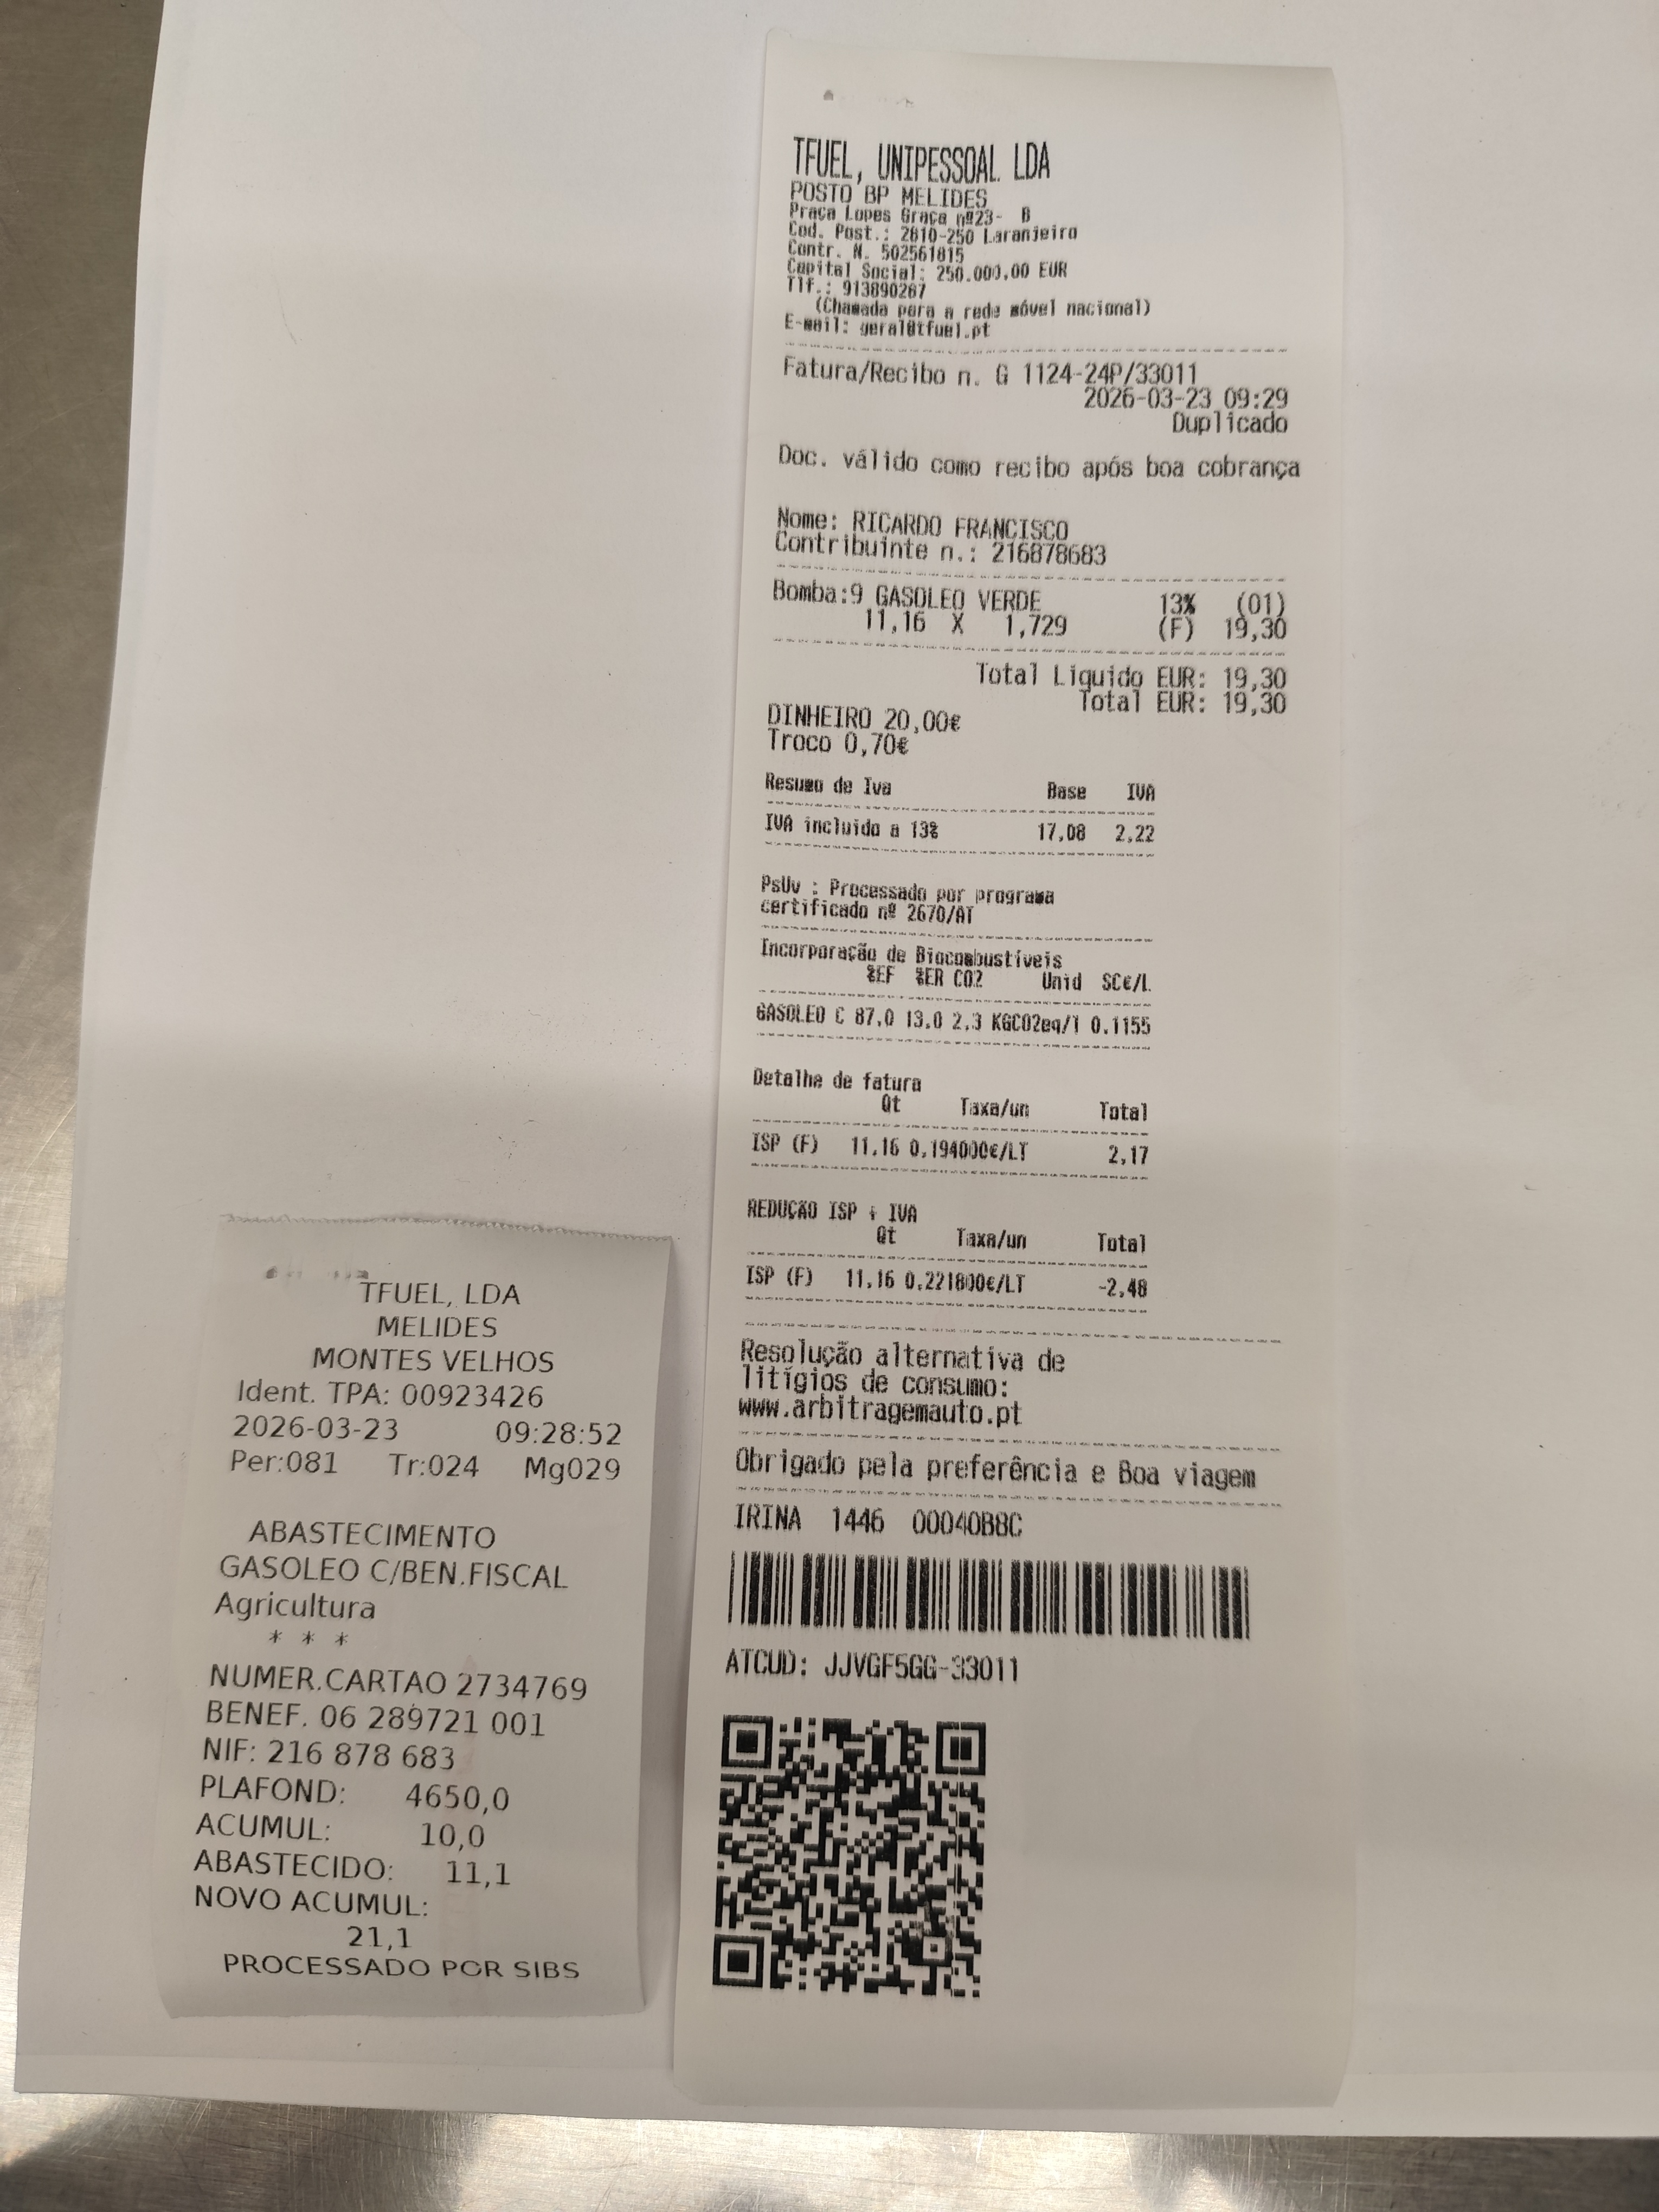 TFUEL, UNIPESSOAL LDA
POSTO BP MELIDES
Praça Lopes Graça nº23- B
Cod. Post.: 2810-250 Laranjeiro
Contr. N. 502561815
Capital Social: 250.000,00 EUR
Tlf.: 913890287
(Chamada para a rede móvel nacional)
E-mail: geral@tfuel.pt
Fatura/Recibo n. G 1124-24P/33011
2026-03-23 09:29
Duplicado
Doc. válido como recibo após boa cobrança
Nome: RICARDO FRANCISCO
Contribuinte n.: 216878683
Bomba:9 GASOLEO VERDE 13% (01)
11,16 X 1,729 (F) 19,30
Total Liquido EUR: 19,30
Total EUR: 19,30
DINHEIRO 20,00€
Troco 0,70€
Resumo de Iva Base IVA
IVA incluido a 13% 17,08 2,22
PsUv : Processado por programa
certificado nº 2670/AT
Incorporação de Biocombustíveis
%EF %ER CO2 Unid SC€/L
GASOLEO C 87.0 13.0 2,3 KGCO2eq/l 0.1155
Detalhe de fatura
Qt Taxa/un Total
ISP (F) 11,16 0,194000€/LT 2,17
REDUÇÃO ISP + IVA
Qt Taxa/un Total
ISP (F) 11,16 0,221800€/LT -2,48
Resolução alternativa de
litígios de consumo:
www.arbitragemauto.pt
Obrigado pela preferência e Boa viagem
IRINA 1446 00040B8C
ATCUD: JJVGF5GG-33011
TFUEL, LDA
MELIDES
MONTES VELHOS
Ident. TPA: 00923426
2026-03-23 09:28:52
Per:081 Tr:024 Mg029
ABASTECIMENTO
GASOLEO C/BEN.FISCAL
Agricultura
* * *
NUMER.CARTAO 2734769
BENEF. 06 289721 001
NIF: 216 878 683
PLAFOND: 4650,0
ACUMUL: 10,0
ABASTECIDO: 11,1
NOVO ACUMUL:
21,1
PROCESSADO POR SIBS